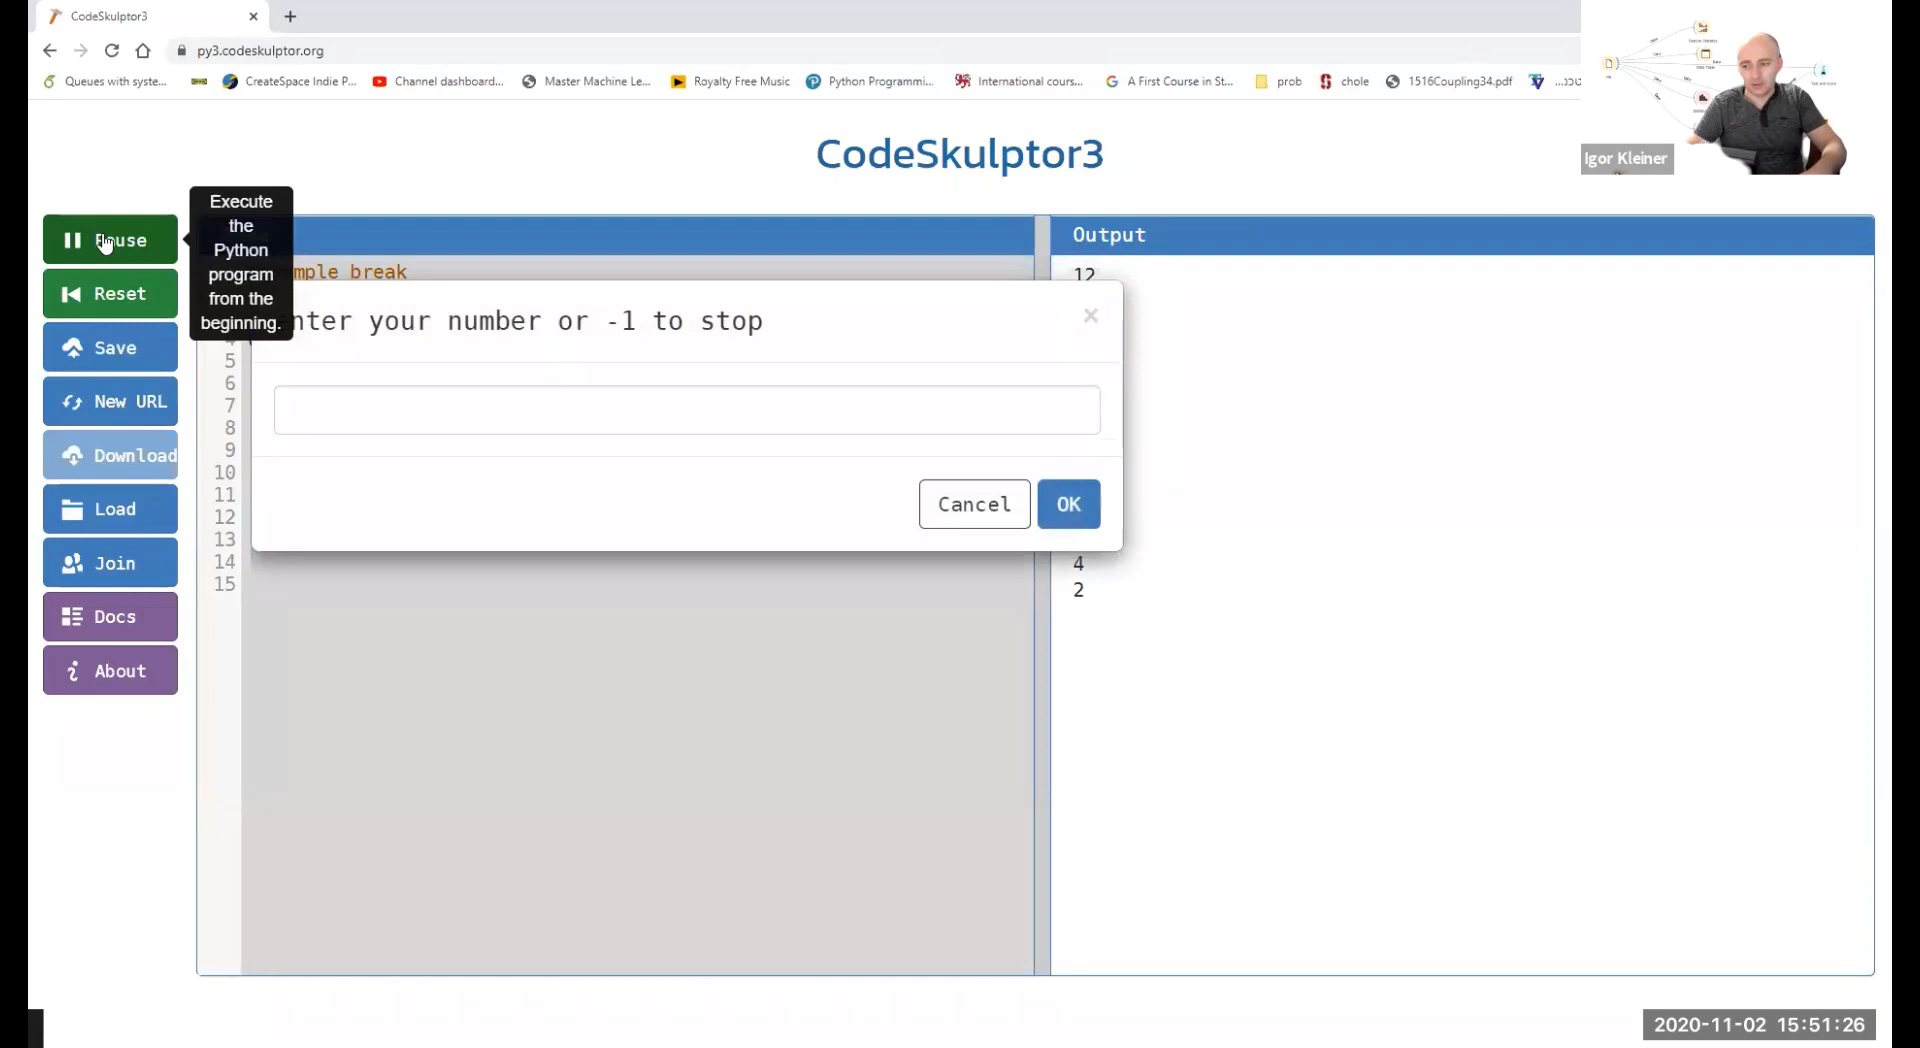 CodeSkulptor3
py3.codeskulptor.org
Queues with syste...
CreateSpace Indie P...
Channel dashboard...
Master Machine Le...
Royalty Free Music
Python Programmi...
International cours...
A First Course in St...
prob
chole
1516Coupling34.pdf
CodeSkulptor3
Igor Kleiner
Pause
Reset
Save
New URL
Download
Load
Join
Docs
About
Execute
the
Python
program
from the
beginning.
mple break
nter your number or -1 to stop
Cancel
OK
5
6
7
8
9
10
11
12
13
14
15
Output
12
4
2
2020-11-02 15:51:26